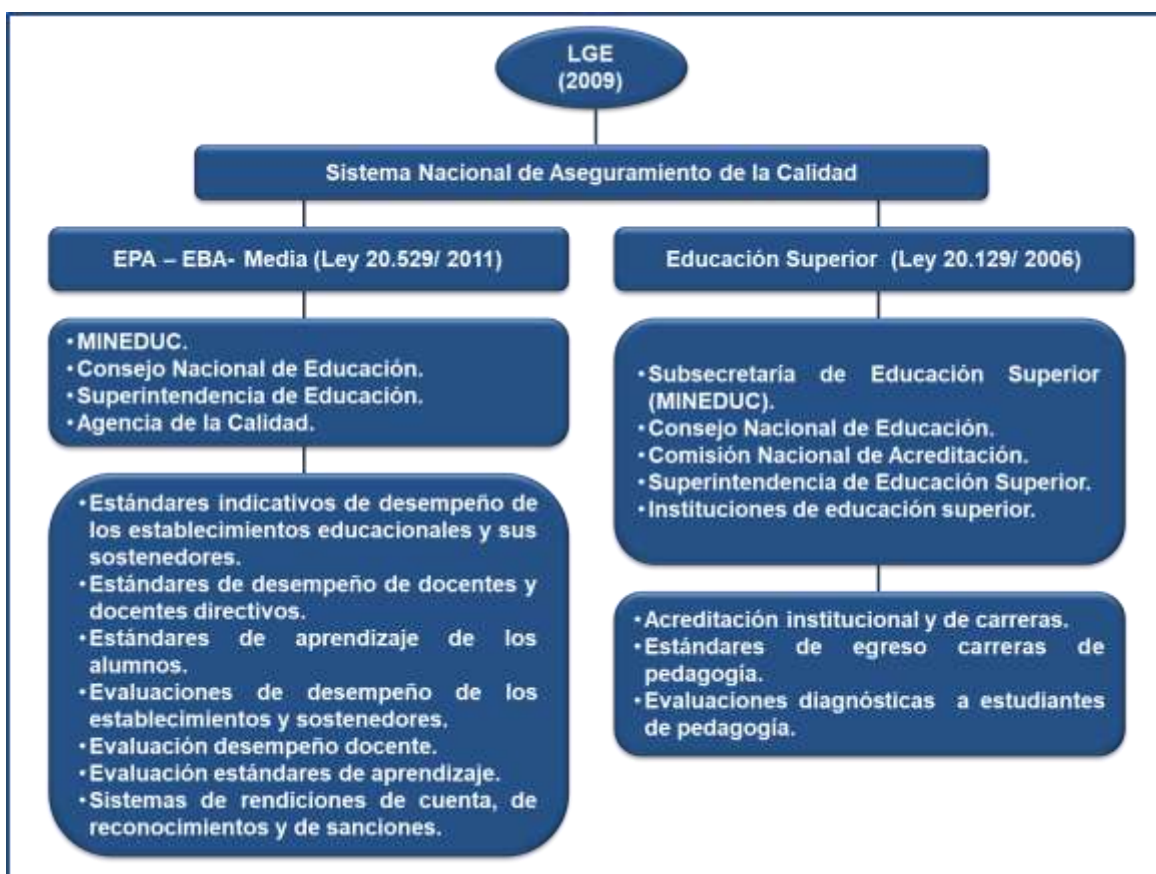 LGE
(2009)
Sistema Nacional de Aseguramiento de la Calidad
EPA – EBA- Media (Ley 20.529/ 2011)
•MINEDUC.
•Consejo Nacional de Educación.
•Superintendencia de Educación.
•Agencia de la Calidad.
•Estándares indicativos de desempeño de
los establecimientos educacionales y sus
sostenedores.
•Estándares de desempeño de docentes y
docentes directivos.
•Estándares de aprendizaje de los
alumnos.
•Evaluaciones de desempeño de los
establecimientos y sostenedores.
•Evaluación desempeño docente.
•Evaluación estándares de aprendizaje.
•Sistemas de rendiciones de cuenta, de
reconocimientos y de sanciones.
Educación Superior (Ley 20.129/ 2006)
•Subsecretaría de Educación Superior
(MINEDUC).
•Consejo Nacional de Educación.
•Comisión Nacional de Acreditación.
•Superintendencia de Educación Superior.
•Instituciones de educación superior.
•Acreditación institucional y de carreras.
•Estándares de egreso carreras de
pedagogía.
•Evaluaciones diagnósticas a estudiantes
de pedagogía.